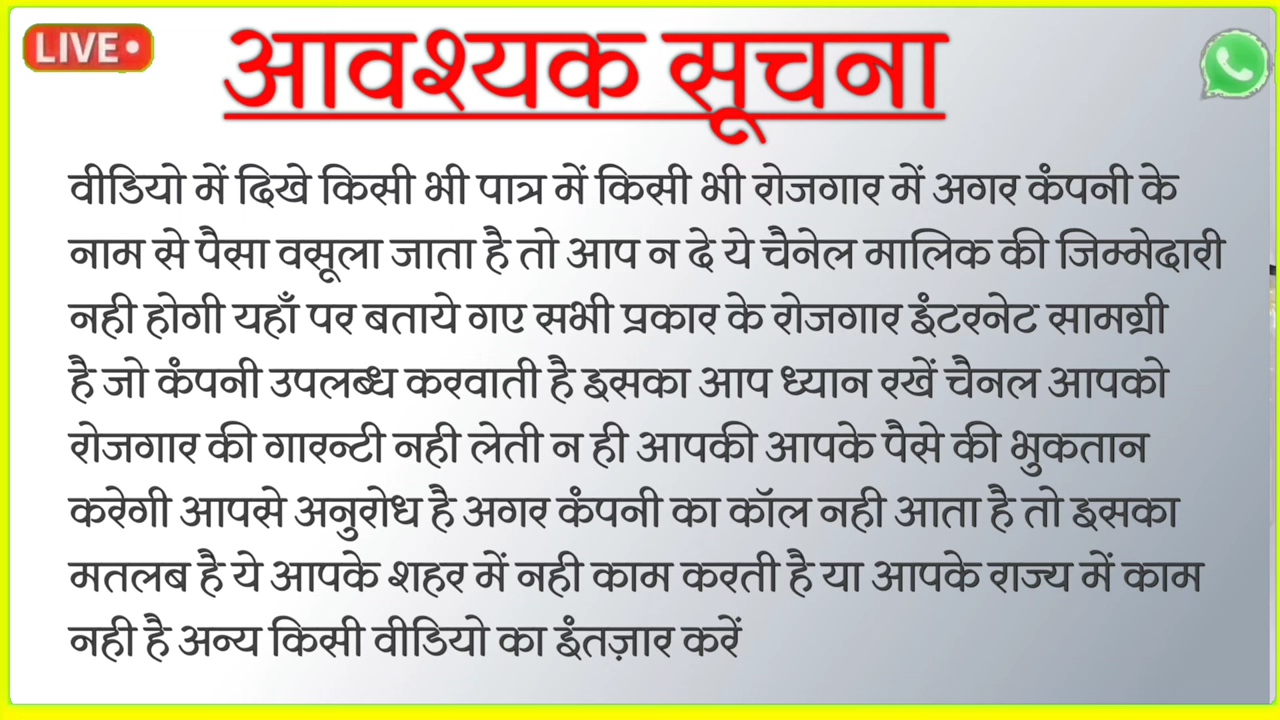 LIVE
आवश्यक सूचना
वीडियो में दिखे किसी भी पात्र में किसी भी रोजगार में अगर कंपनी के
नाम से पैसा वसूला जाता है तो आप न दे ये चैनेल मालिक की जिम्मेदारी
नही होगी यहाँ पर बताये गए सभी प्रकार के रोजगार इंटरनेट सामग्री
है जो कंपनी उपलब्ध करवाती है इसका आप ध्यान रखें चैनल आपको
रोजगार की गारन्टी नही लेती न ही आपकी आपके पैसे की भुकतान
करेगी आपसे अनुरोध है अगर कंपनी का कॉल नही आता है तो इसका
मतलब है ये आपके शहर में नही काम करती है या आपके राज्य में काम
नही है अन्य किसी वीडियो का इंतज़ार करें